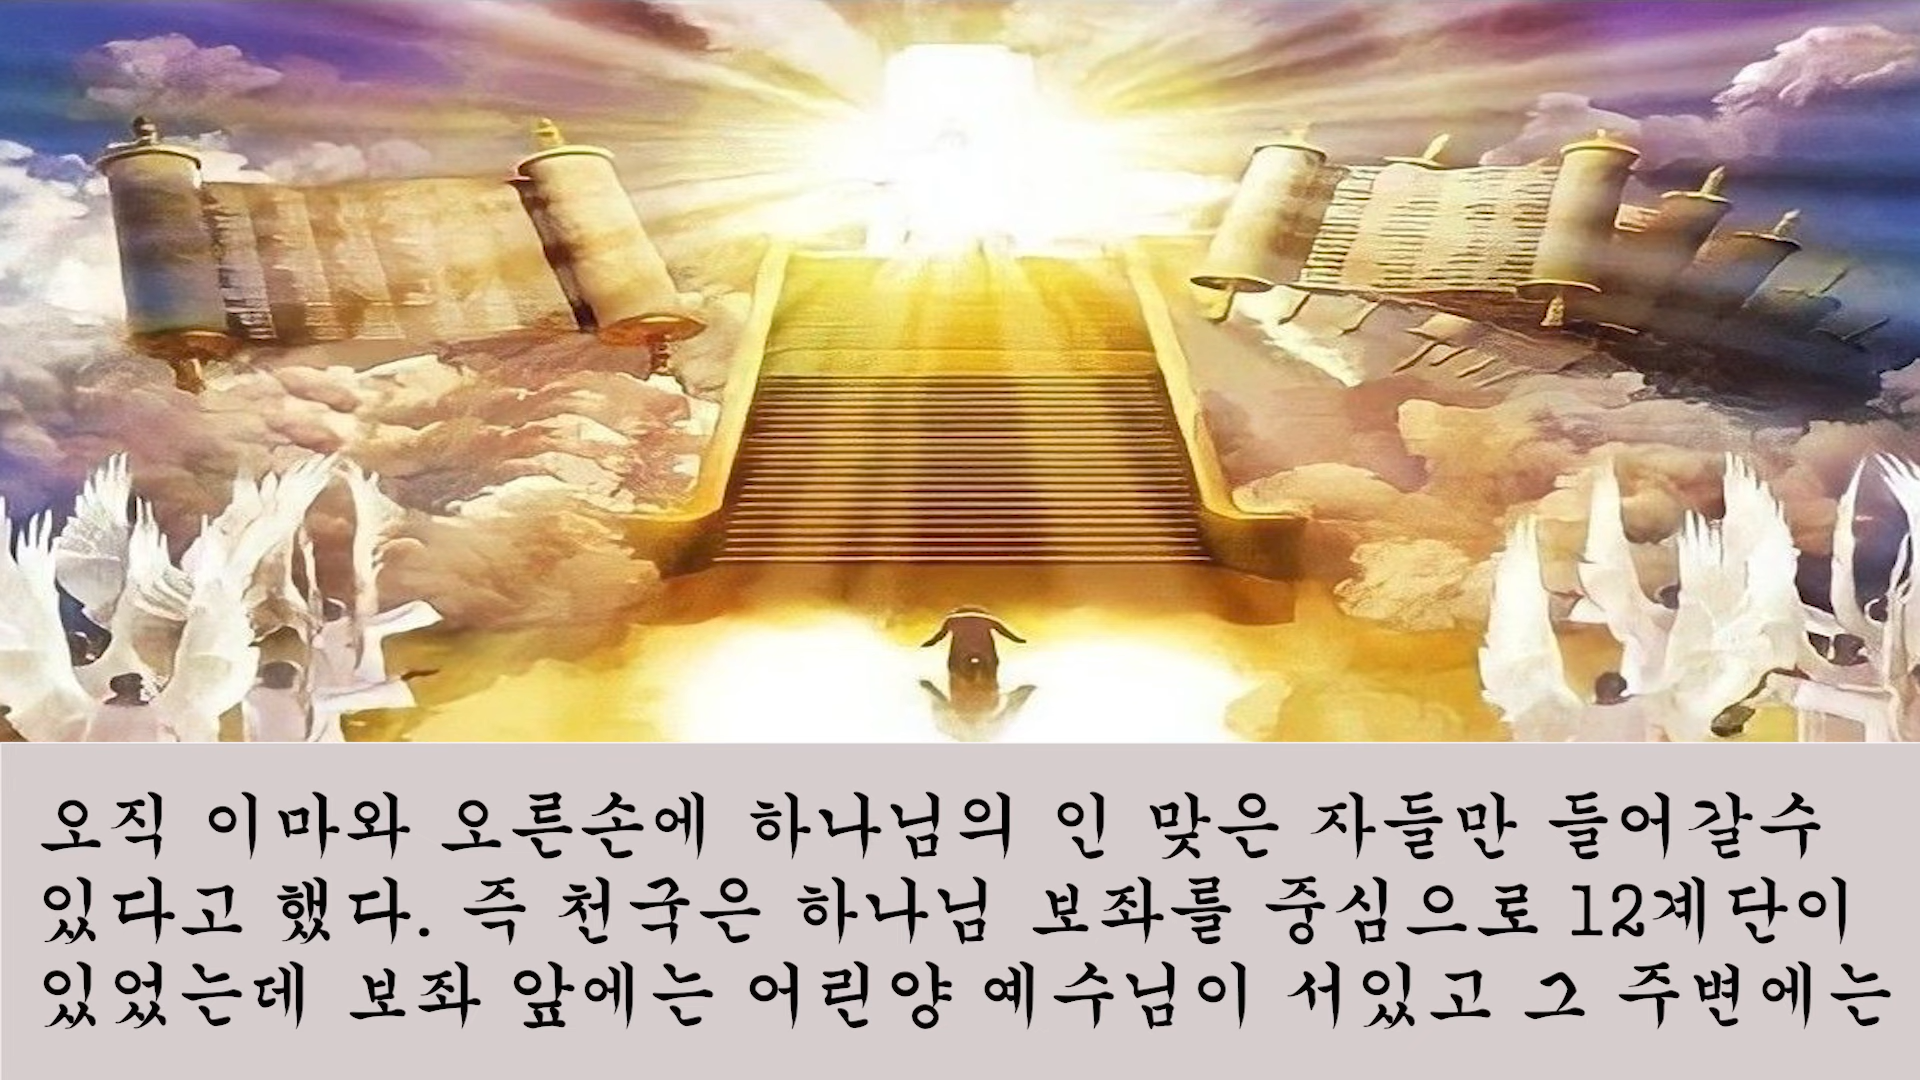 오직 이마와 오른손에 하나님의 인 맞은 자들만 들어갈수
있다고 했다. 즉 천국은 하나님 보좌를 중심으로 12계단이
있었는데 보좌 앞에는 어린양 예수님이 서있고 그 주변에는